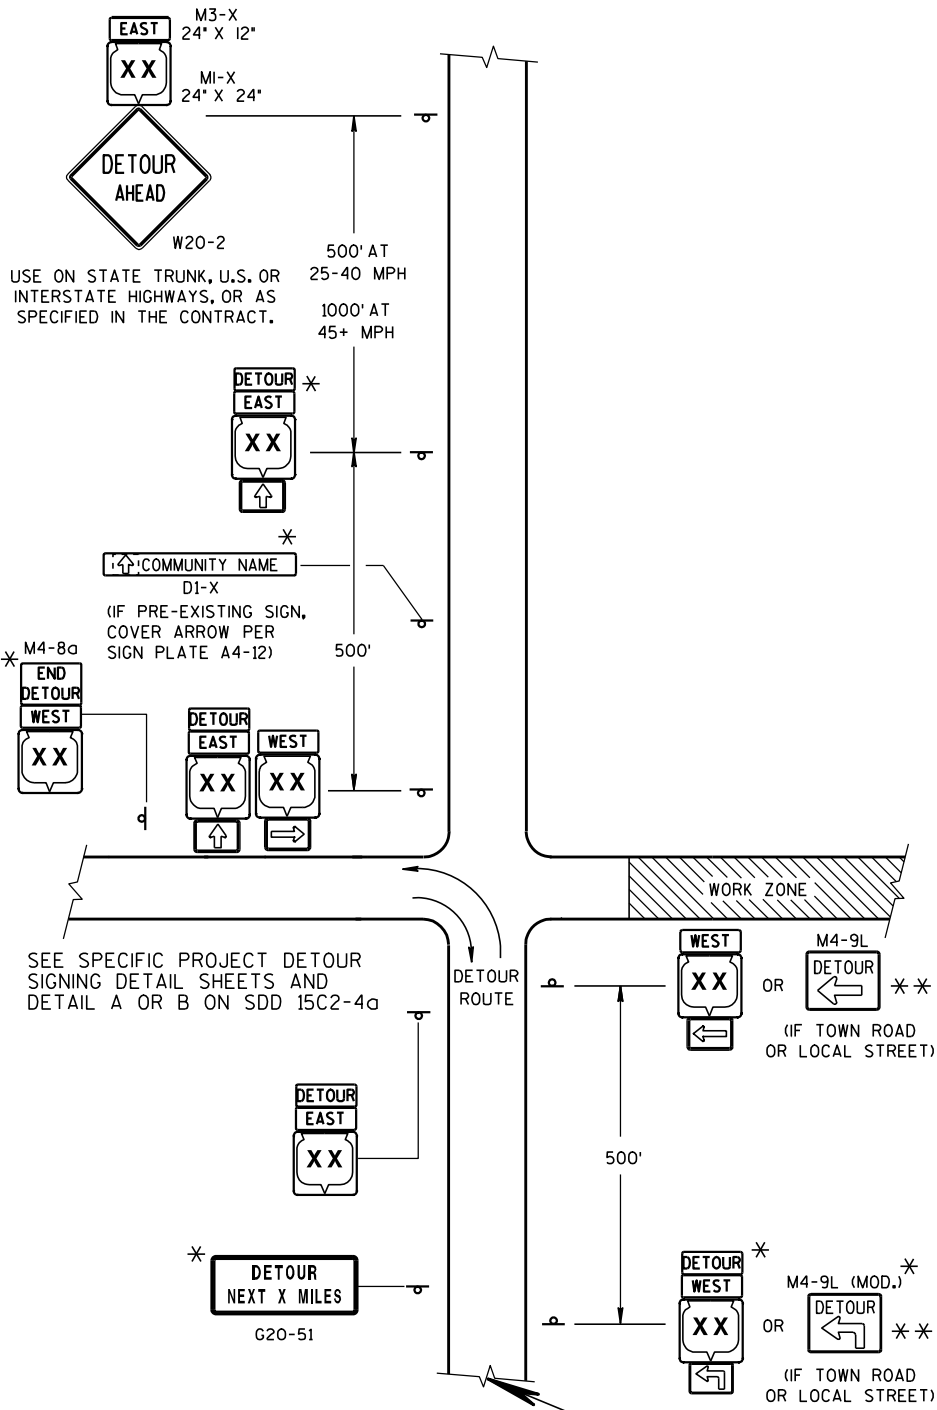 EAST
M3-X
24" X 12"
XX
M1-X
24" X 24"
DETOUR
AHEAD
W20-2
USE ON STATE TRUNK, U.S. OR
INTERSTATE HIGHWAYS, OR AS
SPECIFIED IN THE CONTRACT.
500' AT
25-40 MPH
1000' AT
45+ MPH
DETOUR *
EAST
XX
*
COMMUNITY NAME
D1-X
(IF PRE-EXISTING SIGN,
COVER ARROW PER
SIGN PLATE A4-12)
500'
* M4-8a
END
DETOUR
WEST
XX
DETOUR
EAST
XX
WEST
XX
WORK ZONE
SEE SPECIFIC PROJECT DETOUR
SIGNING DETAIL SHEETS AND
DETAIL A OR B ON SDD 15C2-4a
DETOUR
ROUTE
WEST
XX
OR
M4-9L
DETOUR
**
(IF TOWN ROAD
OR LOCAL STREET)
DETOUR
EAST
XX
500'
*
DETOUR
NEXT X MILES
G20-51
DETOUR *
WEST
XX
OR
M4-9L (MOD.) *
DETOUR
**
(IF TOWN ROAD
OR LOCAL STREET)